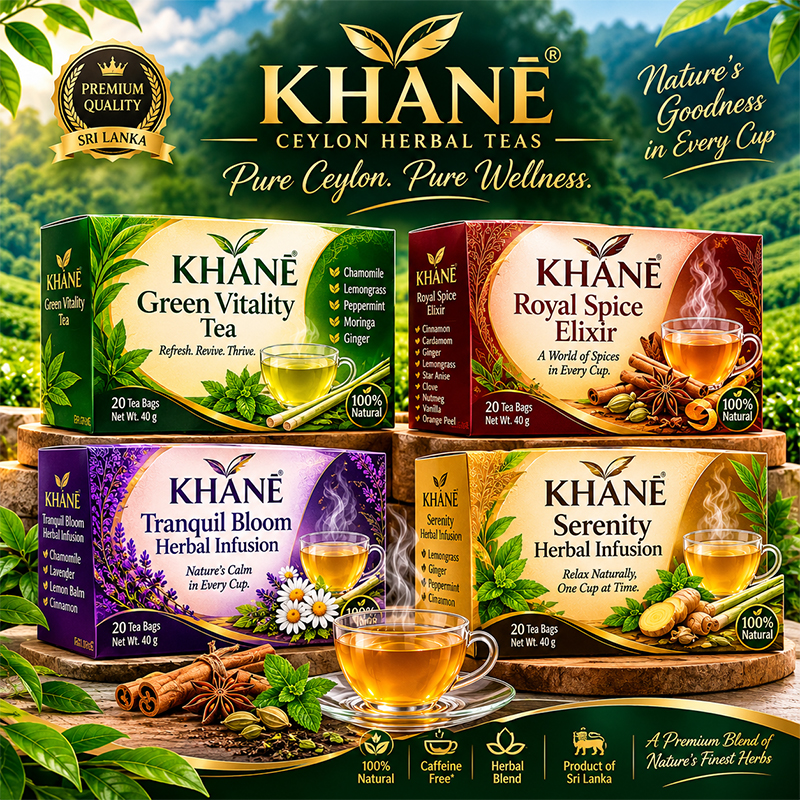 PREMIUM
QUALITY
SRI LANKA
KHANĒ®
CEYLON HERBAL TEAS
Pure Ceylon. Pure Wellness.
Nature's
Goodness
in Every Cup
KHANĒ
Green Vitality
Tea
KHANĒ®
Green Vitality
Tea
Refresh. Revive. Thrive.
Chamomile
Lemongrass
Peppermint
Moringa
Ginger
20 Tea Bags
Net Wt. 40 g
100%
Natural
KHANĒ
Royal Spice
Elixir
Cinnamon
Cardamom
Ginger
Lemongrass
Star Anise
Clove
Nutmeg
Vanilla
Orange Peel
KHANĒ®
Royal Spice
Elixir
A World of Spices
in Every Cup.
20 Tea Bags
Net Wt. 40 g
100%
Natural
KHANĒ
Tranquil Bloom
Herbal Infusion
Chamomile
Lavender
Lemon Balm
Cinnamon
KHANĒ®
Tranquil Bloom
Herbal Infusion
Nature's Calm
in Every Cup.
20 Tea Bags
Net Wt. 40 g
100%
KHANĒ
Serenity
Herbal Infusion
Lemongrass
Ginger
Peppermint
Cinnamon
KHANĒ®
Serenity
Herbal Infusion
Relax Naturally,
One Cup at Time.
20 Tea Bags
Net Wt. 40 g
100%
Natural
100%
Natural
Caffeine
Free*
Herbal
Blend
Product of
Sri Lanka
A Premium Blend of
Nature's Finest Herbs